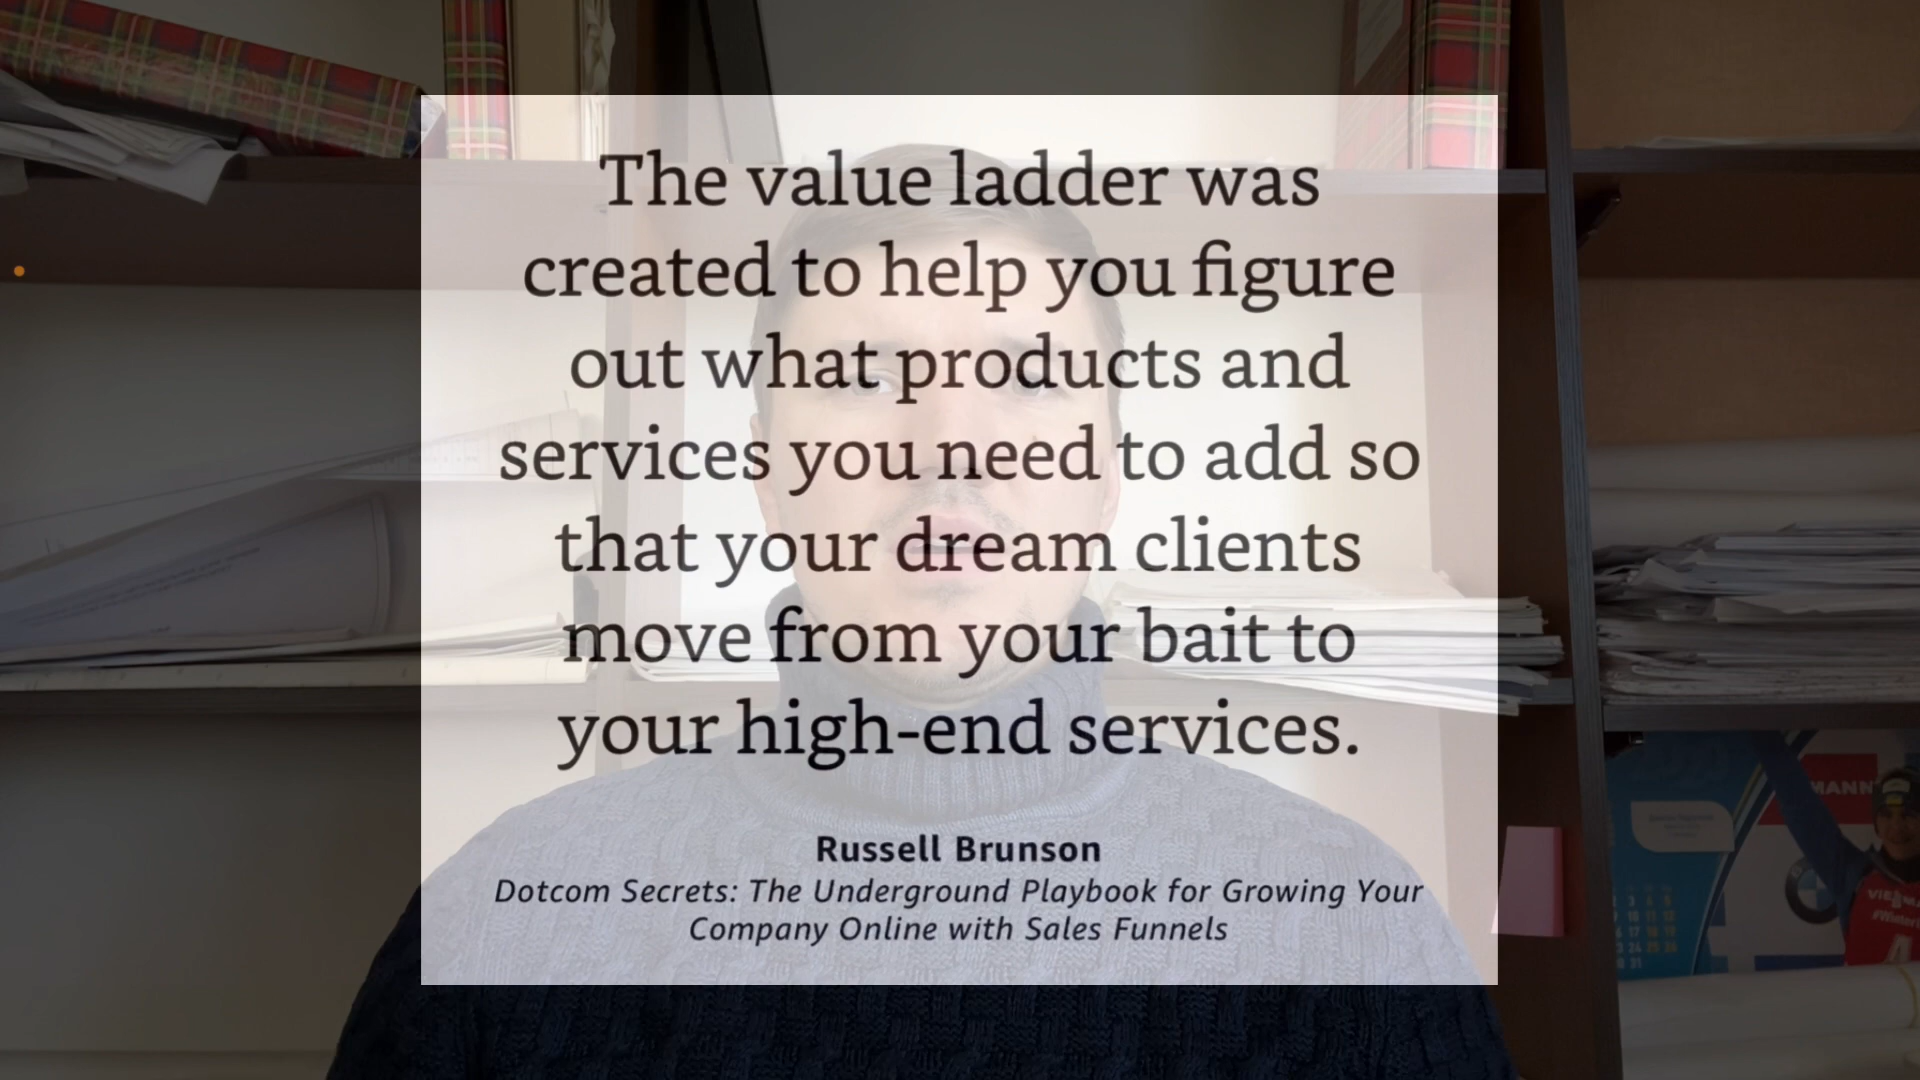 The value ladder was
created to help you figure
out what products and
services you need to add so
that your dream clients
move from your bait to
your high-end services.
Russell Brunson
Dotcom Secrets: The Underground Playbook for Growing Your
Company Online with Sales Funnels